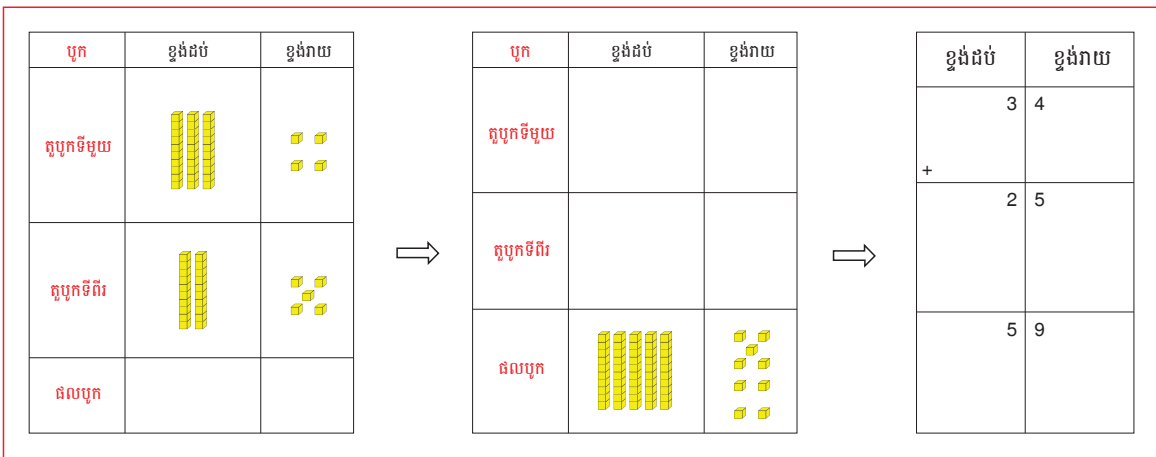 បូក ខ្ទង់ដប់ ខ្ទង់រាយ
តួបូកទីមួយ
តួបូកទីពីរ
ផលបូក
បូក ខ្ទង់ដប់ ខ្ទង់រាយ
តួបូកទីមួយ
តួបូកទីពីរ
ផលបូក
ខ្ទង់ដប់ ខ្ទង់រាយ
3 4
+
2 5
5 9